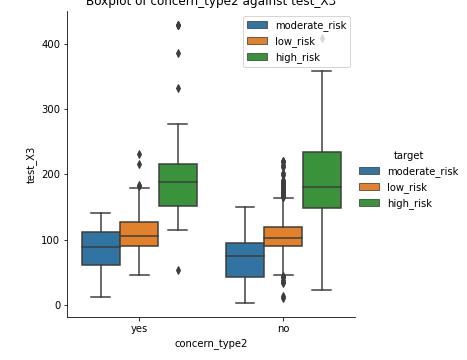 Boxplot of concern_type2 against test_X3
moderate_risk
low_risk
high_risk
400
300
200
100
0
test_X3
yes
no
concern_type2
target
moderate_risk
low_risk
high_risk